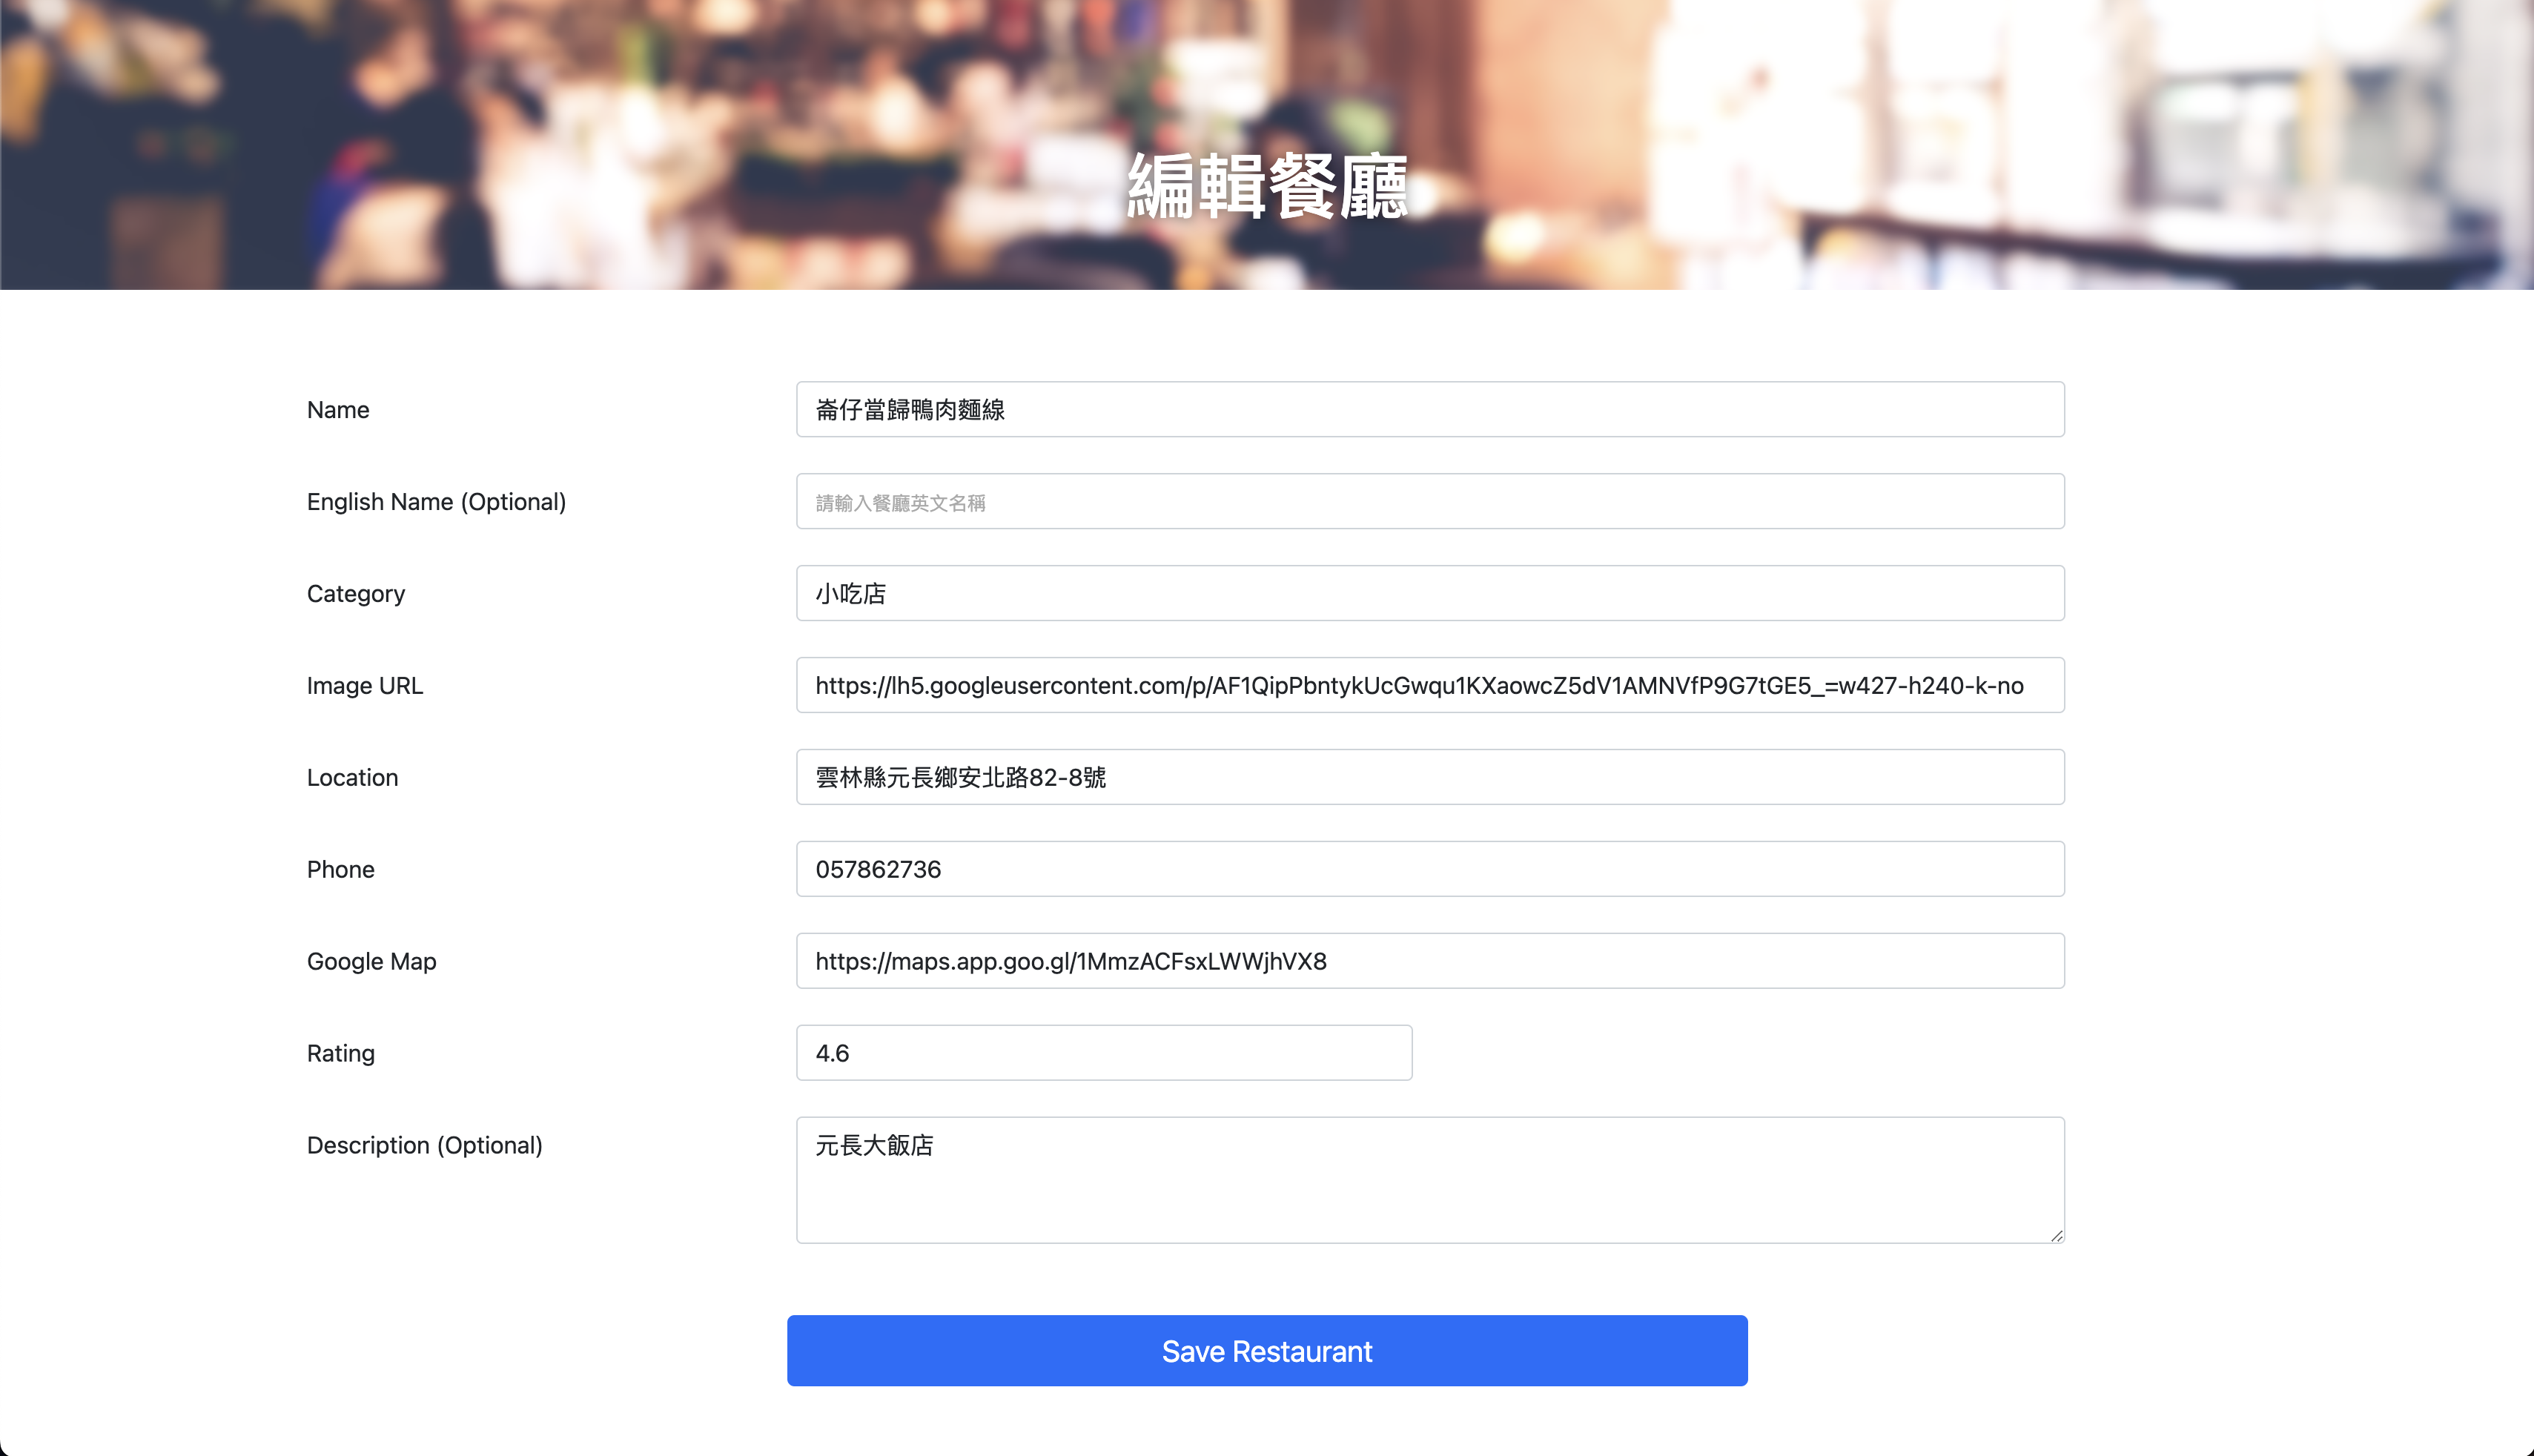 編輯餐廳
Name
崙仔當歸鴨肉麵線
English Name (Optional)
請輸入餐廳英文名稱
Category
小吃店
Image URL
https://lh5.googleusercontent.com/p/AF1QipPbntykUcGwqu1KXaowcZ5dV1AMNVfP9G7tGE5_=w427-h240-k-no
Location
雲林縣元長鄉安北路82-8號
Phone
057862736
Google Map
https://maps.app.goo.gl/1MmzACFsxLWWjhVX8
Rating
4.6
Description (Optional)
元長大飯店
Save Restaurant